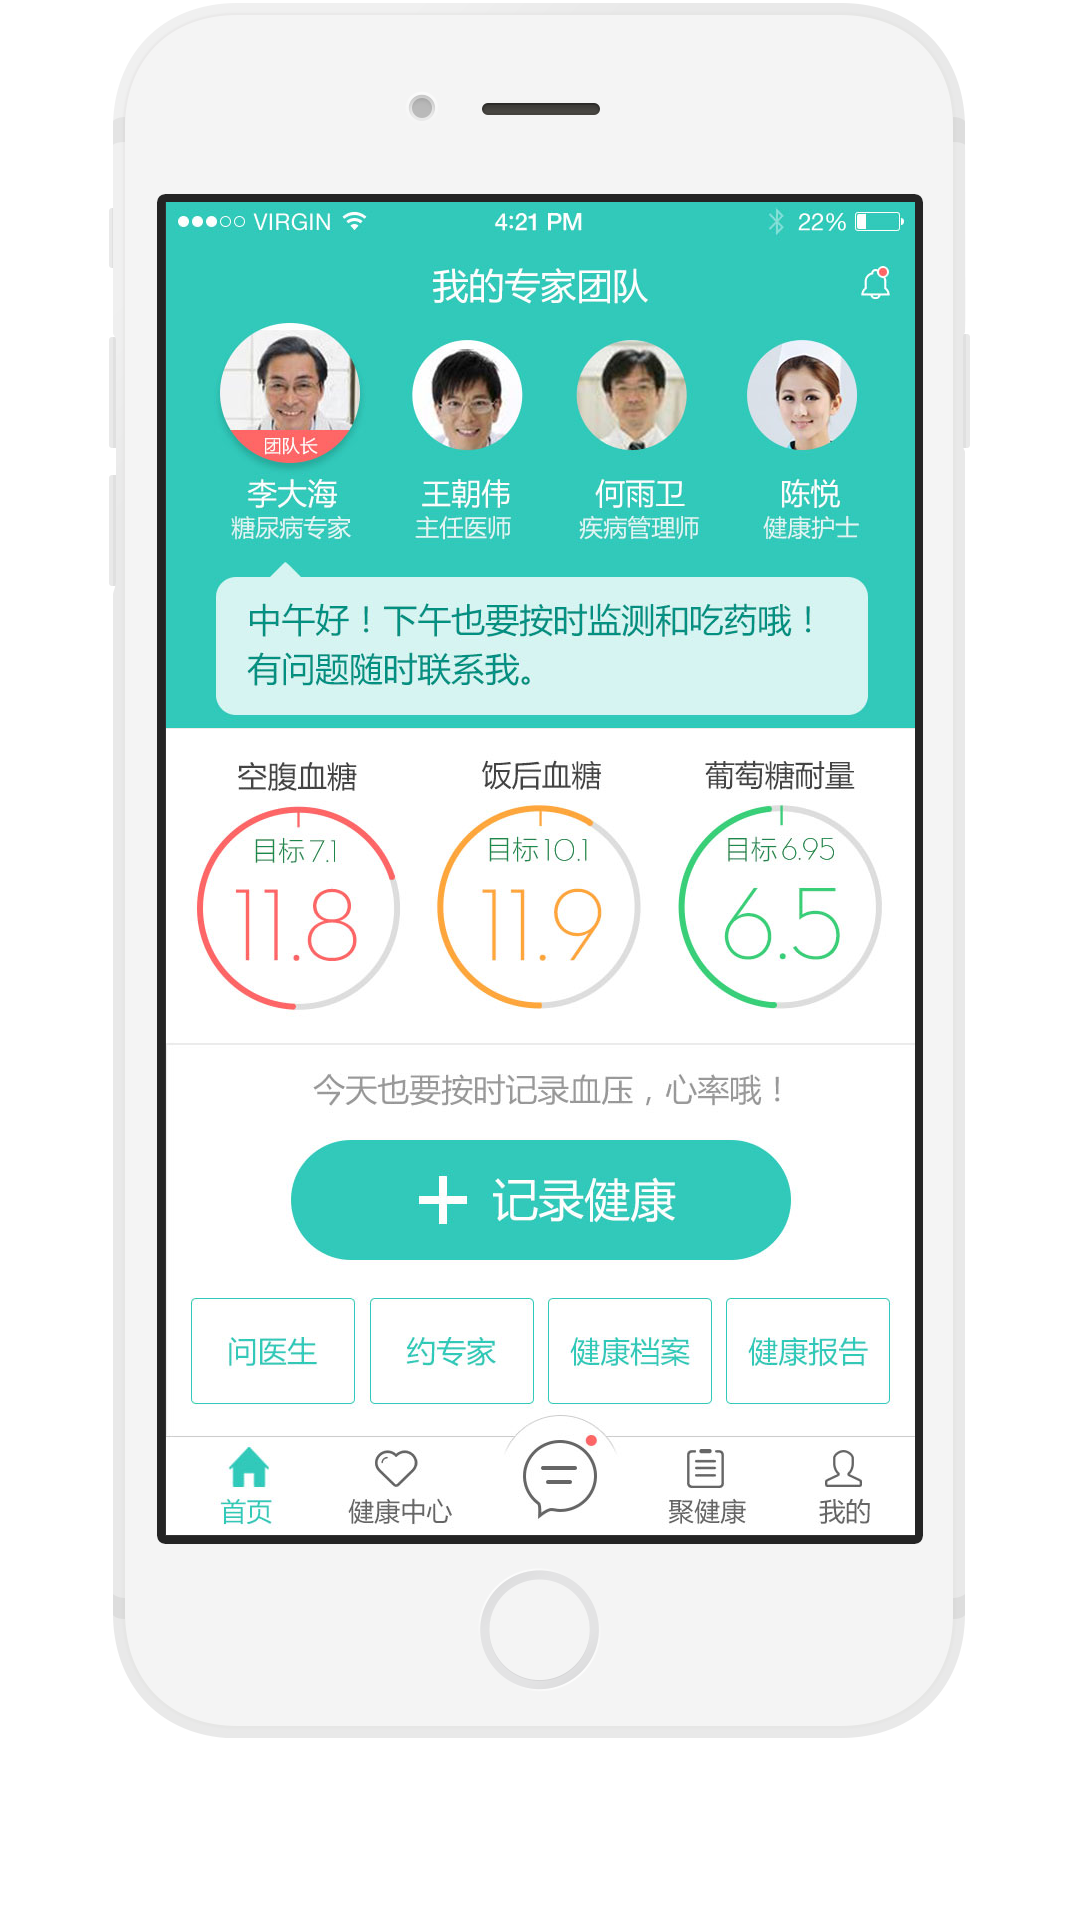 VIRGIN 4:21 PM 22%
我的专家团队
团队长
李大海 王朝伟 何雨卫 陈悦
糖尿病专家 主任医师 疾病管理师 健康护士
中午好！下午也要按时监测和吃药哦！
有问题随时联系我。
空腹血糖 饭后血糖 葡萄糖耐量
目标7.1 目标10.1 目标6.95
11.8 11.9 6.5
今天也要按时记录血压，心率哦！
记录健康
问医生 约专家 健康档案 健康报告
首页 健康中心 聚健康 我的